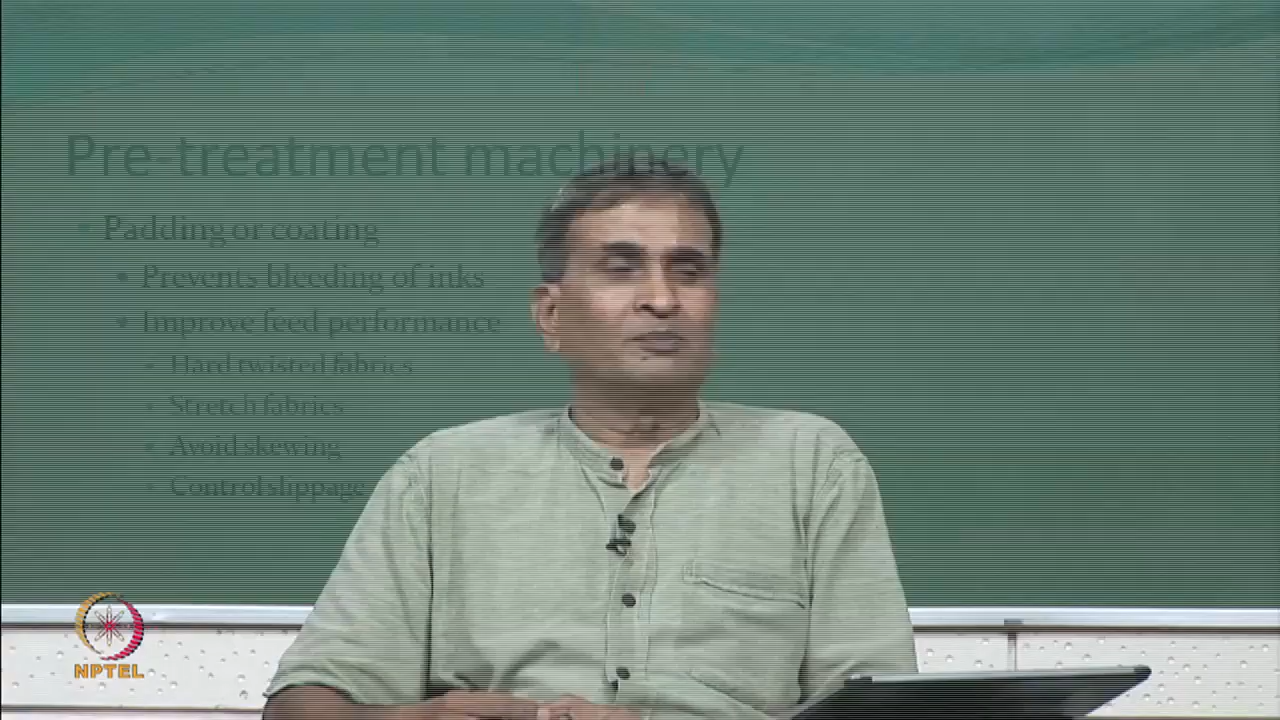 Pre-treatment machinery
• Padding or coating
• Prevents bleeding of inks
• Improve feed performance
• Hard twisted fabrics
• Stretch fabrics
• Avoid skewing
• Control slippage
NPTEL